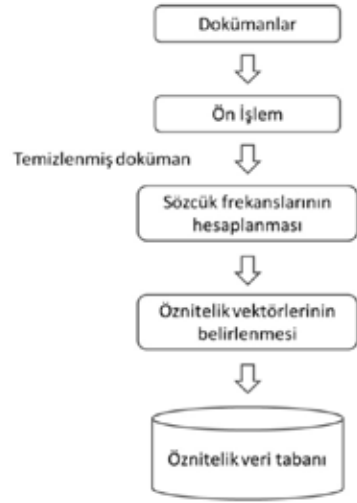 Dokümanlar
Ön İşlem
Temizlenmiş doküman
Sözcük frekanslarının
hesaplanması
Öznitelik vektörlerinin
belirlenmesi
Öznitelik veri tabanı